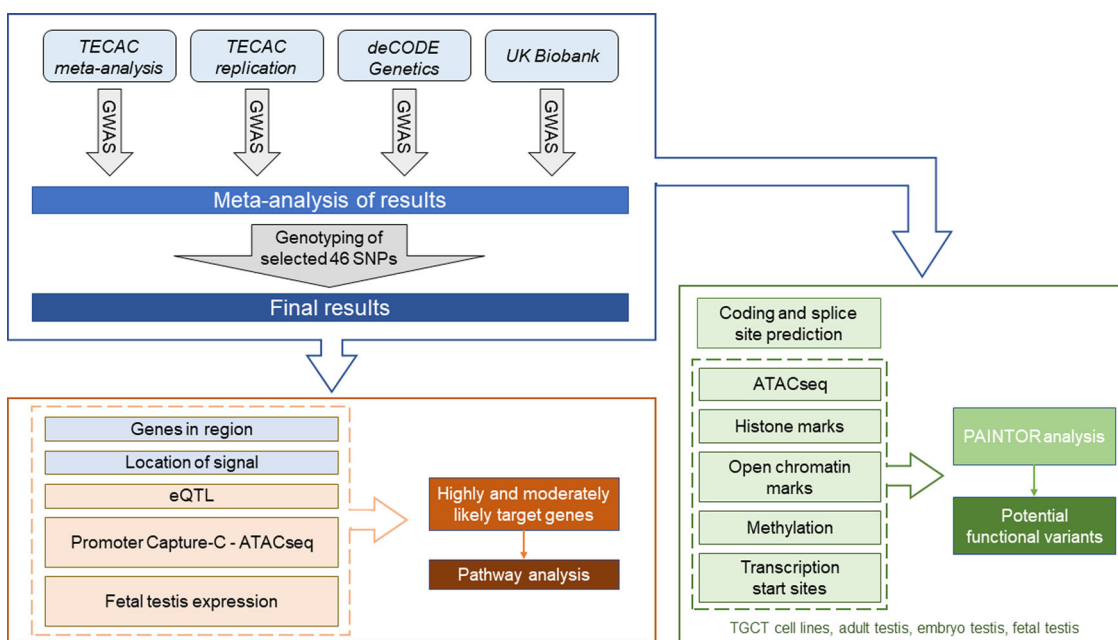 TECAC
meta-analysis
TECAC
replication
deCODE
Genetics
UK Biobank
GWAS
GWAS
GWAS
GWAS
Meta-analysis of results
Genotyping of
selected 46 SNPs
Final results
Genes in region
Location of signal
eQTL
Promoter Capture-C - ATACseq
Fetal testis expression
Highly and moderately
likely target genes
Pathway analysis
Coding and splice
site prediction
ATACseq
Histone marks
Open chromatin
marks
Methylation
Transcription
start sites
PAINTOR analysis
Potential
functional variants
TGCT cell lines, adult testis, embryo testis, fetal testis